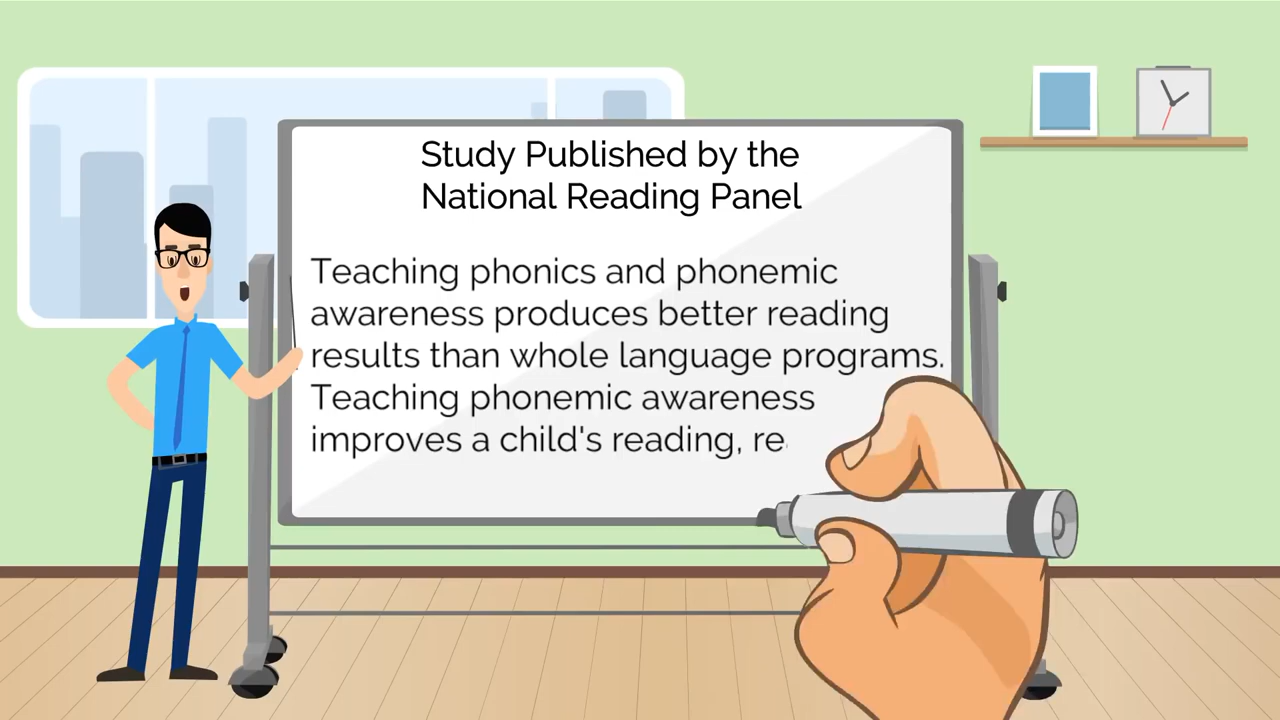 Study Published by the
National Reading Panel
Teaching phonics and phonemic
awareness produces better reading
results than whole language programs.
Teaching phonemic awareness
improves a child's reading, re